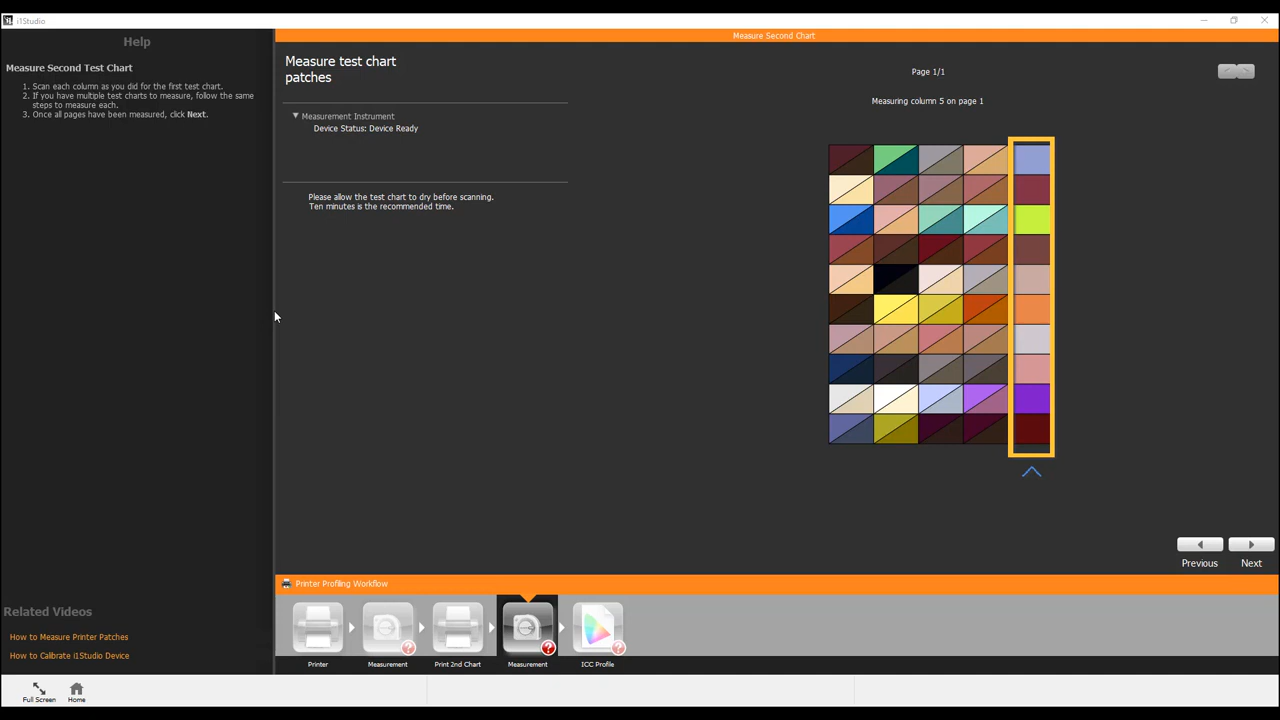 i1Studio
Help
Measure Second Test Chart
1. Scan each column as you did for the first test chart.
2. If you have multiple test charts to measure, follow the same
steps to measure each.
3. Once all pages have been measured, click Next.
Related Videos
How to Measure Printer Patches
How to Calibrate i1Studio Device
Measure Second Chart
Measure test chart
patches
Measurement Instrument
Device Status: Device Ready
Please allow the test chart to dry before scanning.
Ten minutes is the recommended time.
Page 1/1
Measuring column 5 on page 1
Previous
Next
Printer Profiling Workflow
Printer
Measurement
Print 2nd Chart
Measurement
ICC Profile
Full Screen
Home